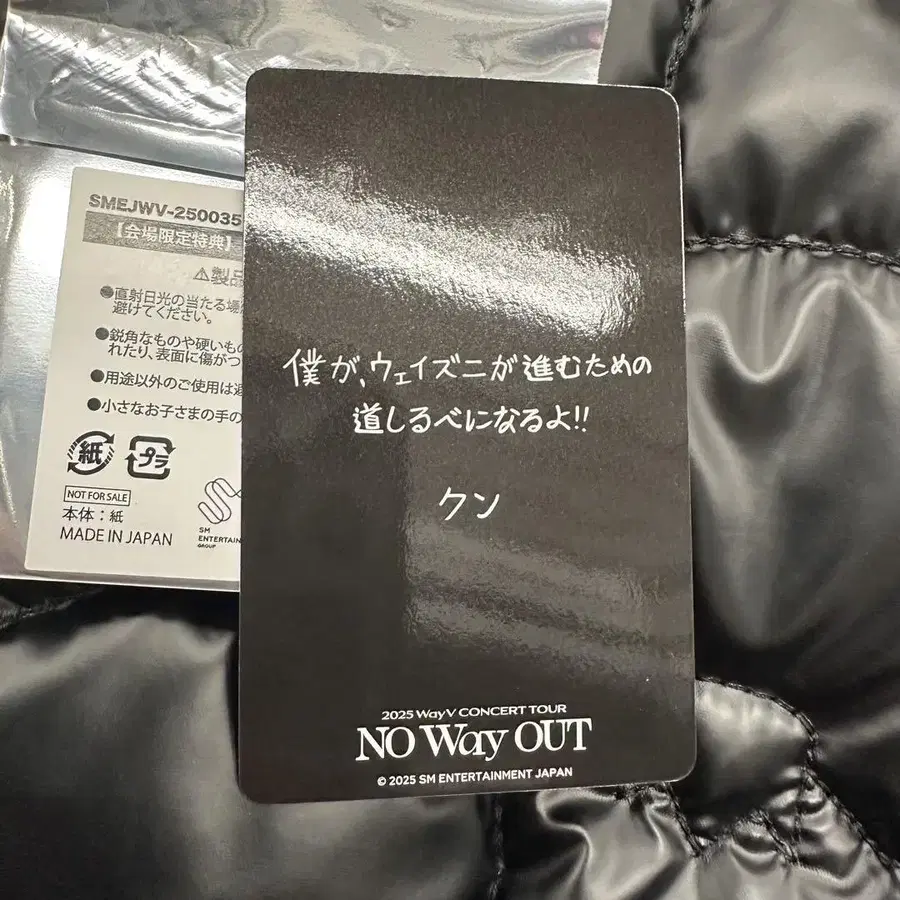 SMEJWV-250035
【会場限定特典】
⚠製品
●直射日光の当たる場
避けてください。
●鋭角なものや硬いも
れたり、表面に傷がつ
●用途以外のご使用は
●小さなお子さまの手の
紙
プラ
NOT FOR SALE
本体：紙
MADE IN JAPAN
SM
ENTERTAIN
GROUP
僕が、ウェイズニが進むための
道しるべになるよ!!
クン
2025 WayV CONCERT TOUR
NO Way OUT
© 2025 SM ENTERTAINMENT JAPAN